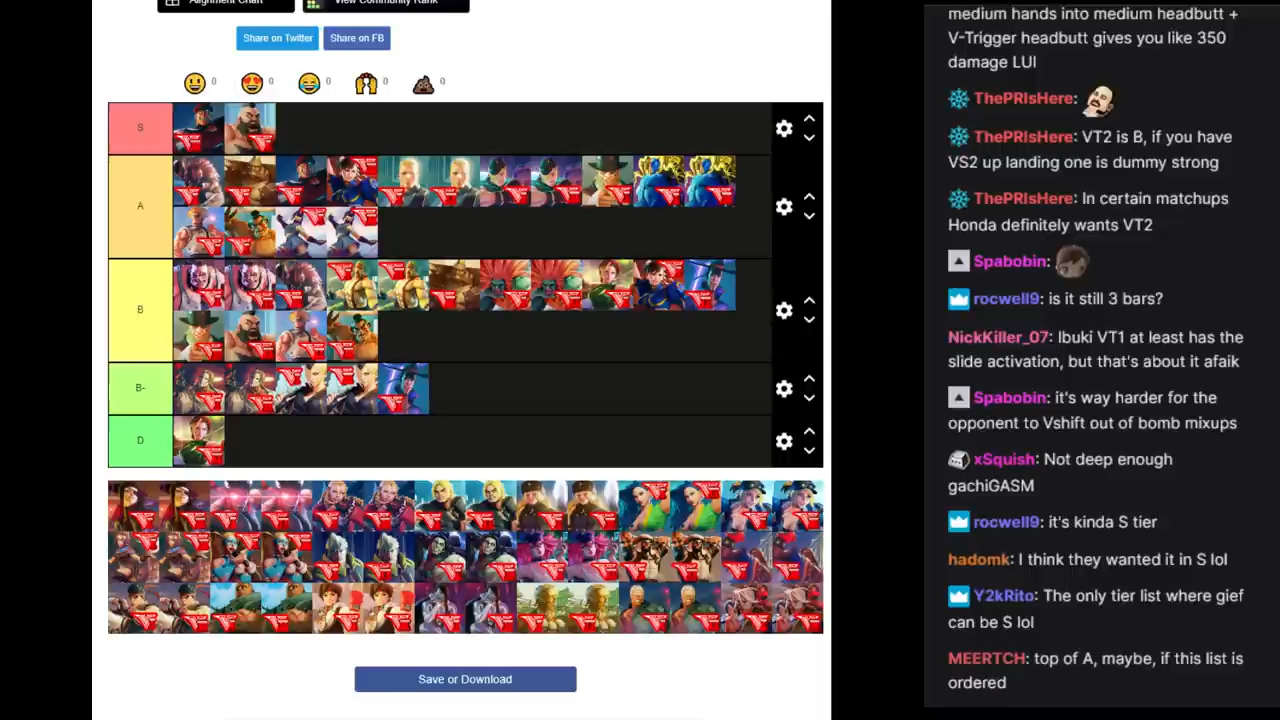 Alignment Chart
View Community Rank
Share on Twitter
Share on FB
0
0
0
0
0
S
A
B
B-
D
Save or Download
medium hands into medium headbutt +
V-Trigger headbutt gives you like 350
damage LUI
ThePRIsHere:
ThePRIsHere: VT2 is B, if you have
VS2 up landing one is dummy strong
ThePRIsHere: In certain matchups
Honda definitely wants VT2
Spabobin:
rocwell9: is it still 3 bars?
NickKiller_07: Ibuki VT1 at least has the
slide activation, but that's about it afaik
Spabobin: it's way harder for the
opponent to Vshift out of bomb mixups
xSquish: Not deep enough
gachiGASM
rocwell9: it's kinda S tier
hadomk: I think they wanted it in S lol
Y2kRito: The only tier list where gief
can be S lol
MEERTCH: top of A, maybe, if this list is
ordered